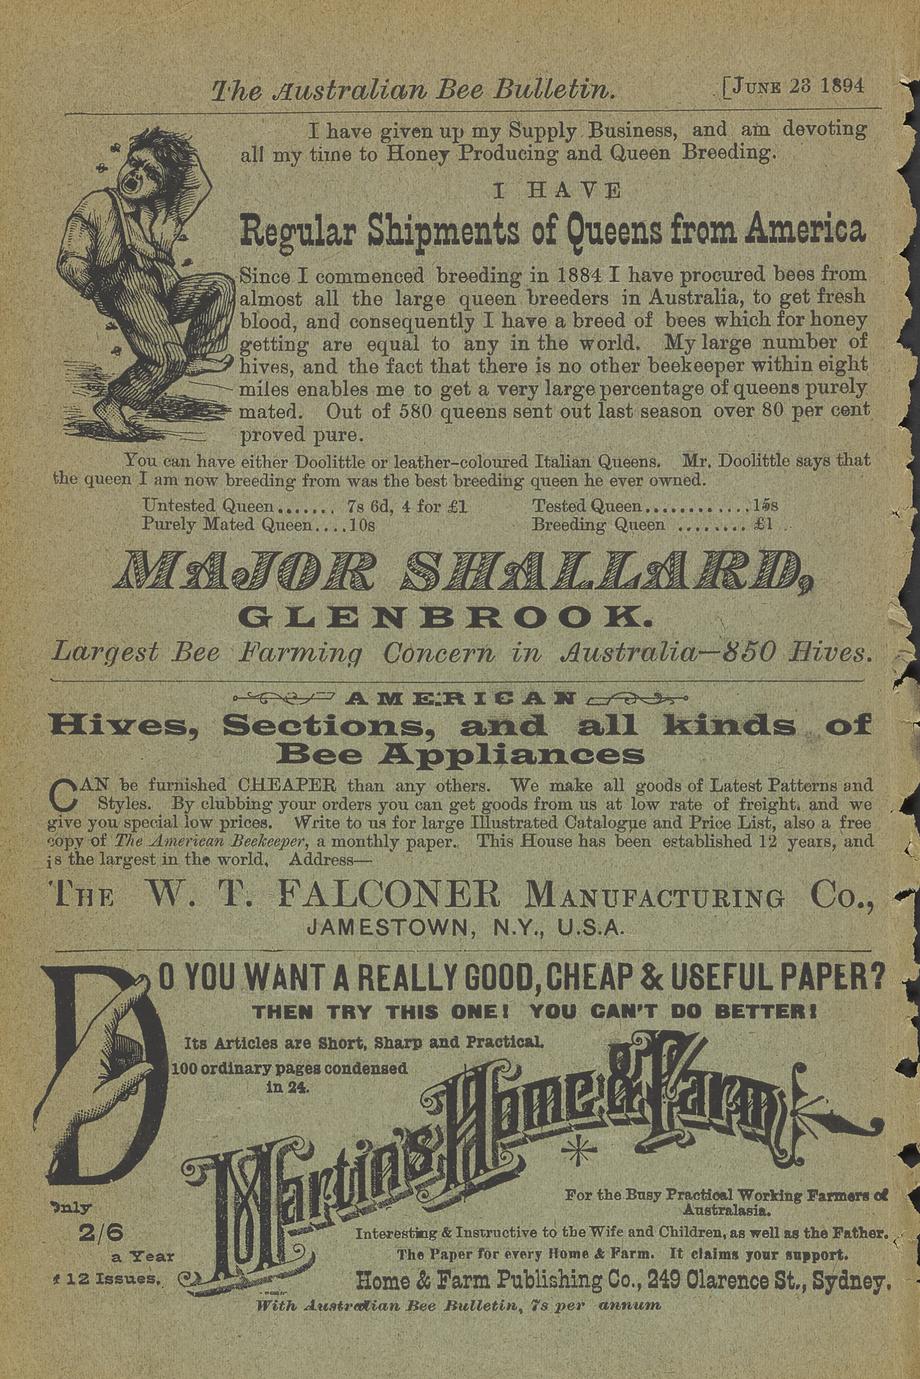 The Australian Bee Bulletin. [JUNE 23 1894
I have given up my Supply Business, and am devoting
all my time to Honey Producing and Queen Breeding.
I HAVE
Regular Shipments of Queens from America
Since I commenced breeding in 1884 I have procured bees from
almost all the large queen breeders in Australia, to get fresh
blood, and consequently I have a breed of bees which for honey
getting are equal to any in the world. My large number of
hives, and the fact that there is no other beekeeper within eight
miles enables me to get a very large percentage of queens purely
mated. Out of 580 queens sent out last season over 80 per cent
proved pure.
You can have either Doolittle or leather-coloured Italian Queens. Mr. Doolittle says that
the queen I am now breeding from was the best breeding queen he ever owned.
Untested Queen....... 7s 6d, 4 for £1 Tested Queen............15s
Purely Mated Queen....10s Breeding Queen ........ £1
MAJOR SHALLARD,
GLENBROOK.
Largest Bee Farming Concern in Australia—850 Hives.
AMERICAN
Hives, Sections, and all kinds of
Bee Appliances
CAN be furnished CHEAPER than any others. We make all goods of Latest Patterns and
Styles. By clubbing your orders you can get goods from us at low rate of freight, and we
give you special low prices. Write to us for large Illustrated Catalogue and Price List, also a free
copy of The American Beekeeper, a monthly paper. This House has been established 12 years, and
is the largest in the world, Address—
THE W. T. FALCONER MANUFACTURING CO.,
JAMESTOWN, N.Y., U.S.A.
DO YOU WANT A REALLY GOOD, CHEAP & USEFUL PAPER?
THEN TRY THIS ONE! YOU CAN'T DO BETTER!
Its Articles are Short, Sharp and Practical.
100 ordinary pages condensed
in 24.
Martin's Home & Farm
For the Busy Practical Working Farmers of
Australasia.
Only
2/6
a Year
f 12 Issues.
Interesting & Instructive to the Wife and Children, as well as the Father.
The Paper for every Home & Farm. It claims your support.
Home & Farm Publishing Co., 249 Clarence St., Sydney.
With Australian Bee Bulletin, 7s per annum